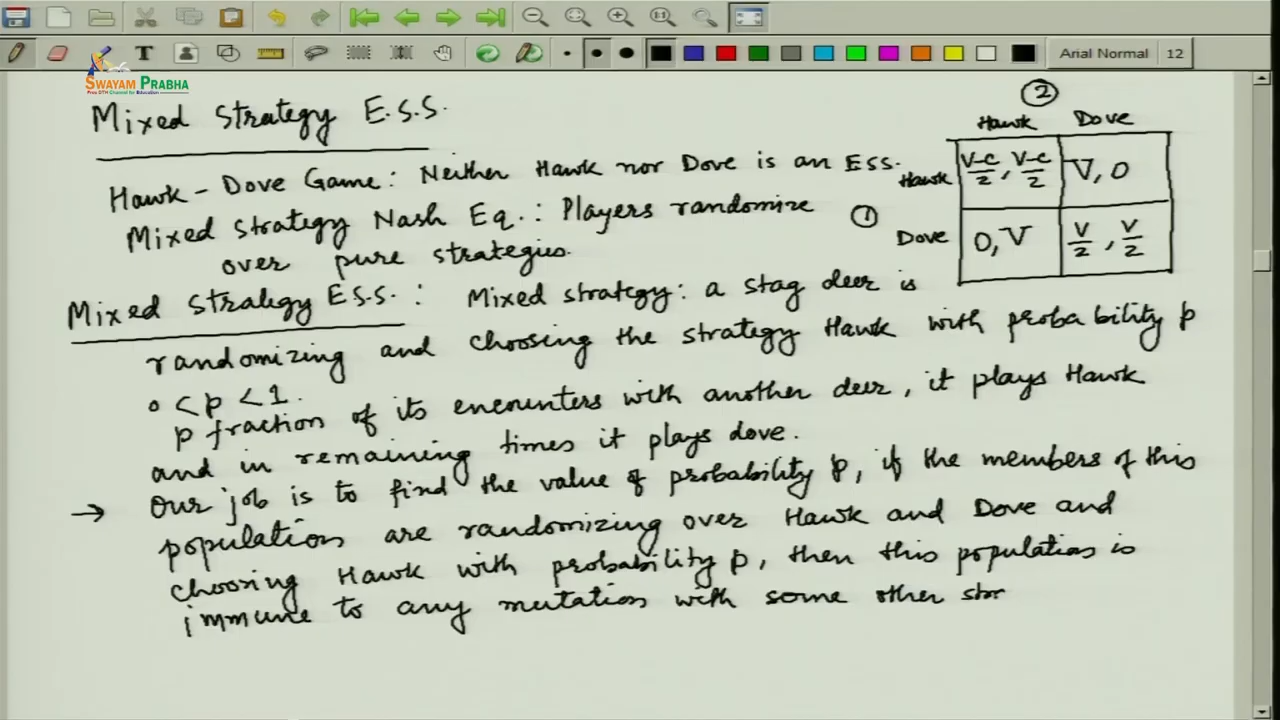 Arial Normal 12
SWAYAM PRABHA
Free DTH Channel for Education
Mixed Strategy E.S.S.
②
Hawk Dove
Hawk V-C/2, V-C/2 V, 0
① Dove 0, V V/2, V/2
Hawk - Dove Game: Neither Hawk nor Dove is an ESS.
Mixed Strategy Nash Eq.: Players randomize
over pure strategies.
Mixed Strategy E.S.S. : Mixed strategy: a stag deer is
randomizing and choosing the strategy Hawk with probability p
0 < p < 1.
p fraction of its encounters with another deer, it plays Hawk
and in remaining times it plays dove.
→ Our job is to find the value of probability p, if the members of this
population are randomizing over Hawk and Dove and
choosing Hawk with probability p, then this population is
immune to any mutation with some other str